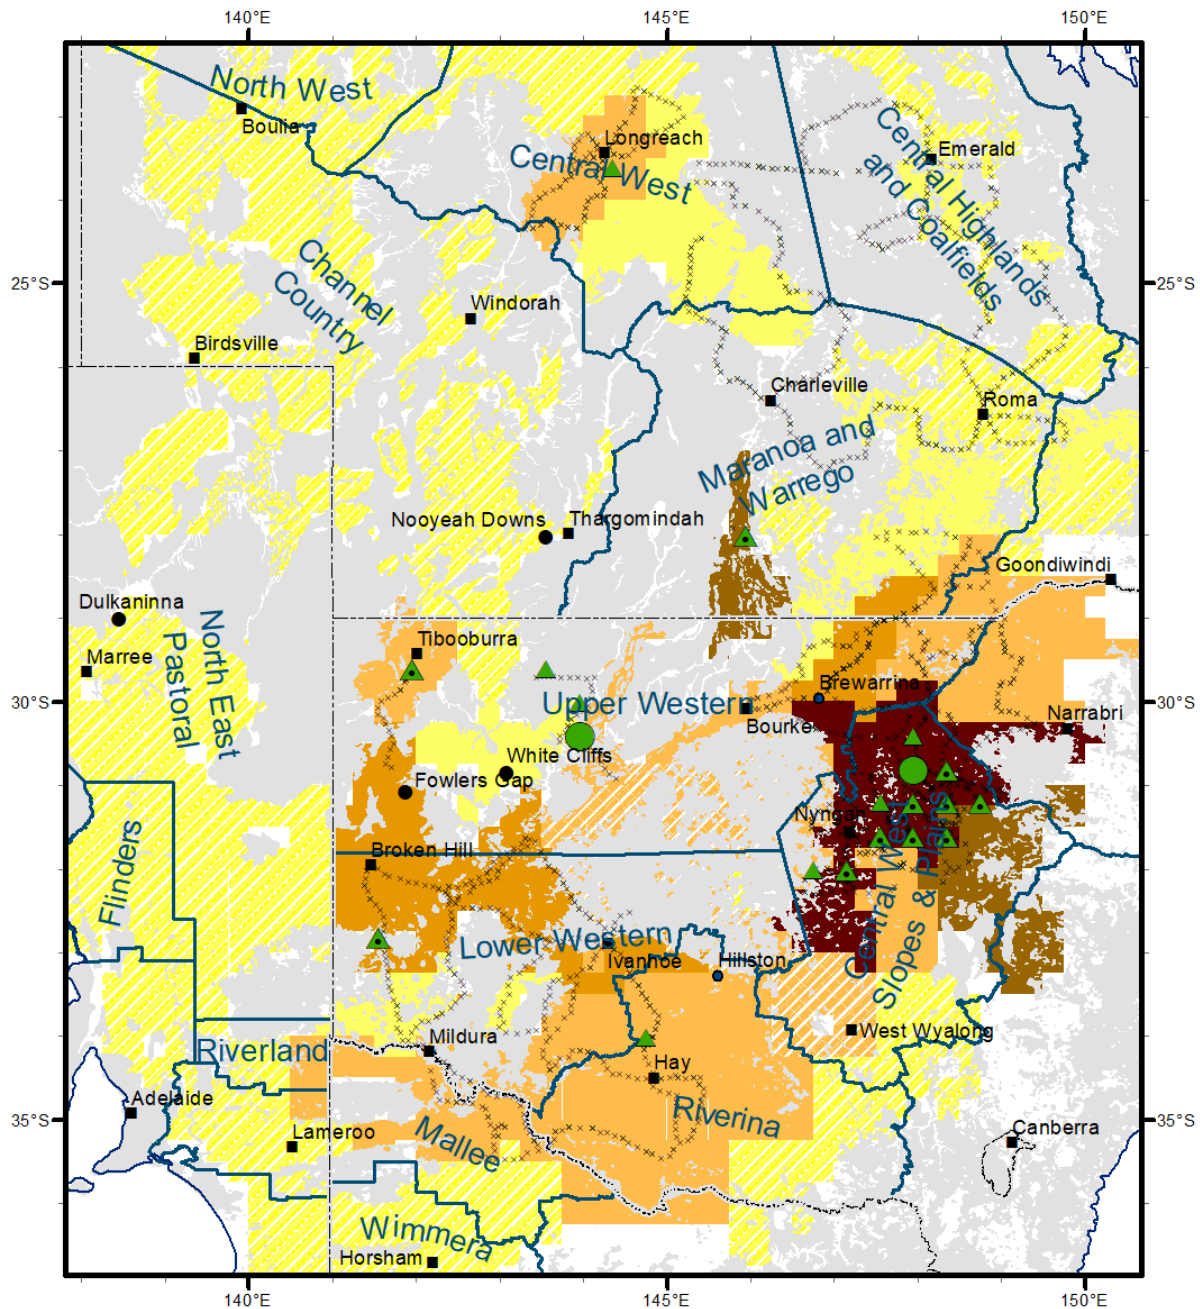 140°E
145°E
150°E
North West
Boulia
Longreach
Central West
Emerald
Central Highlands
and Coalfields
25°S
25°S
Channel
Country
Windorah
Birdsville
Charleville
Roma
Maranoa and
Warrego
Nooyeah Downs
Thargomindah
Goondiwindi
Dulkaninna
Marree
North East
Pastoral
Tibooburra
30°S
30°S
Upper Western
Brewarrina
Bourke
Narrabri
White Cliffs
Fowlers Gap
Nyngan
Broken Hill
Flinders
Central West
Slopes & Plains
Lower Western
Ivanhoe
Hillston
West Wyalong
Mildura
Riverland
Hay
Adelaide
35°S
35°S
Riverina
Lameroo
Mallee
Canberra
Wimmera
Horsham
140°E
145°E
150°E